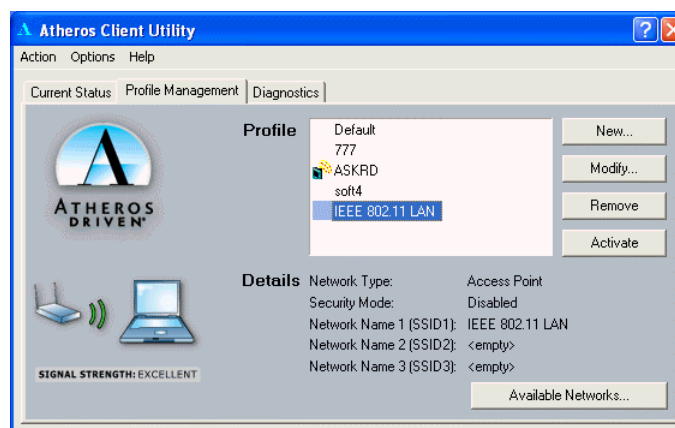 Atheros Client Utility
Action Options Help
Current Status Profile Management Diagnostics
Profile
Default
777
ASKRD
soft4
IEEE 802.11 LAN
New...
Modify...
Remove
Activate
ATHEROS
DRIVEN
Details
Network Type: Access Point
Security Mode: Disabled
Network Name 1 (SSID1): IEEE 802.11 LAN
Network Name 2 (SSID2): <empty>
Network Name 3 (SSID3): <empty>
SIGNAL STRENGTH: EXCELLENT
Available Networks...